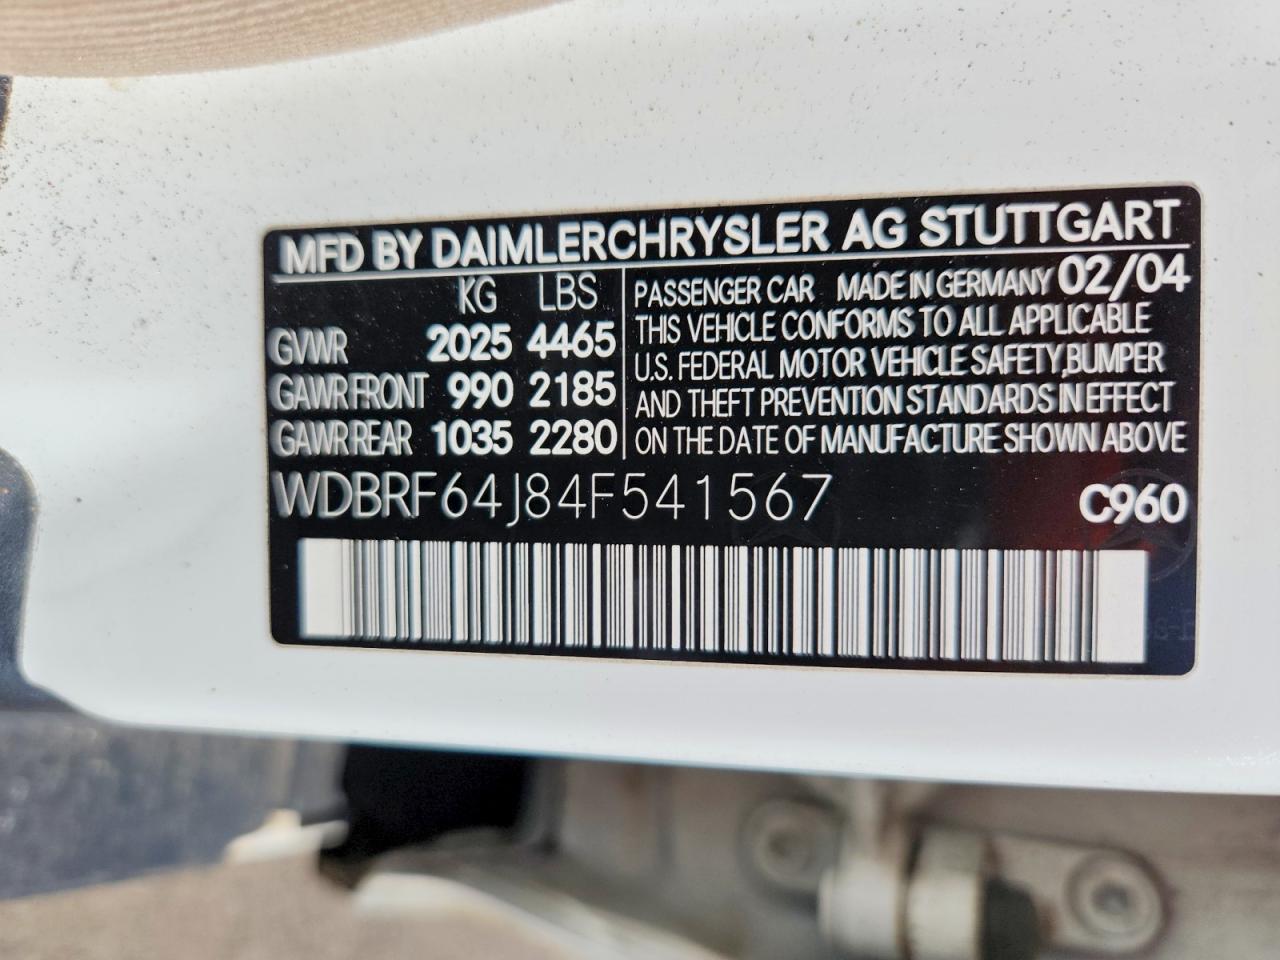 MFD BY DAIMLERCHRYSLER AG STUTTGART
KG LBS
GVWR 2025 4465
GAWR FRONT 990 2185
GAWR REAR 1035 2280
PASSENGER CAR MADE IN GERMANY 02/04
THIS VEHICLE CONFORMS TO ALL APPLICABLE
U.S. FEDERAL MOTOR VEHICLE SAFETY,BUMPER
AND THEFT PREVENTION STANDARDS IN EFFECT
ON THE DATE OF MANUFACTURE SHOWN ABOVE
WDBRF64J84F541567 C960